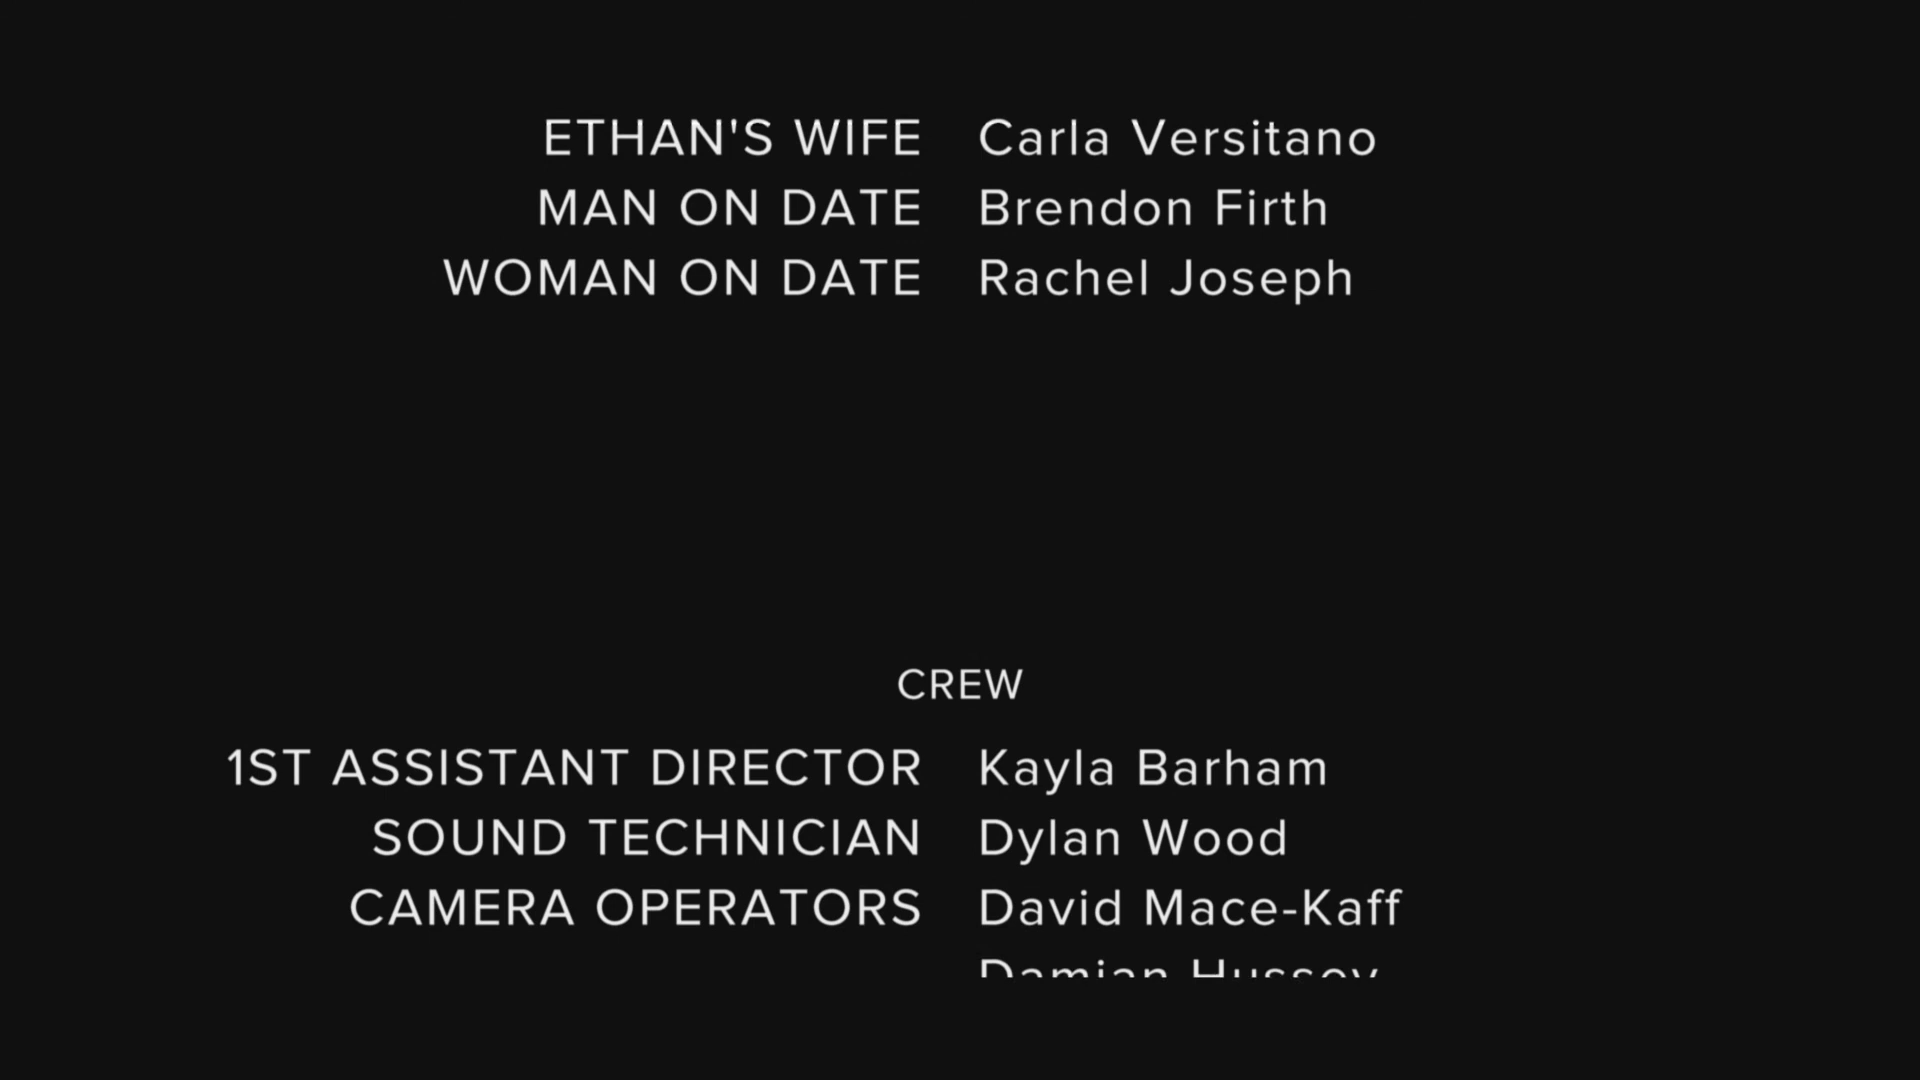 ETHAN'S WIFE Carla Versitano
MAN ON DATE Brendon Firth
WOMAN ON DATE Rachel Joseph
CREW
1ST ASSISTANT DIRECTOR Kayla Barham
SOUND TECHNICIAN Dylan Wood
CAMERA OPERATORS David Mace-Kaff
Damian Hussey